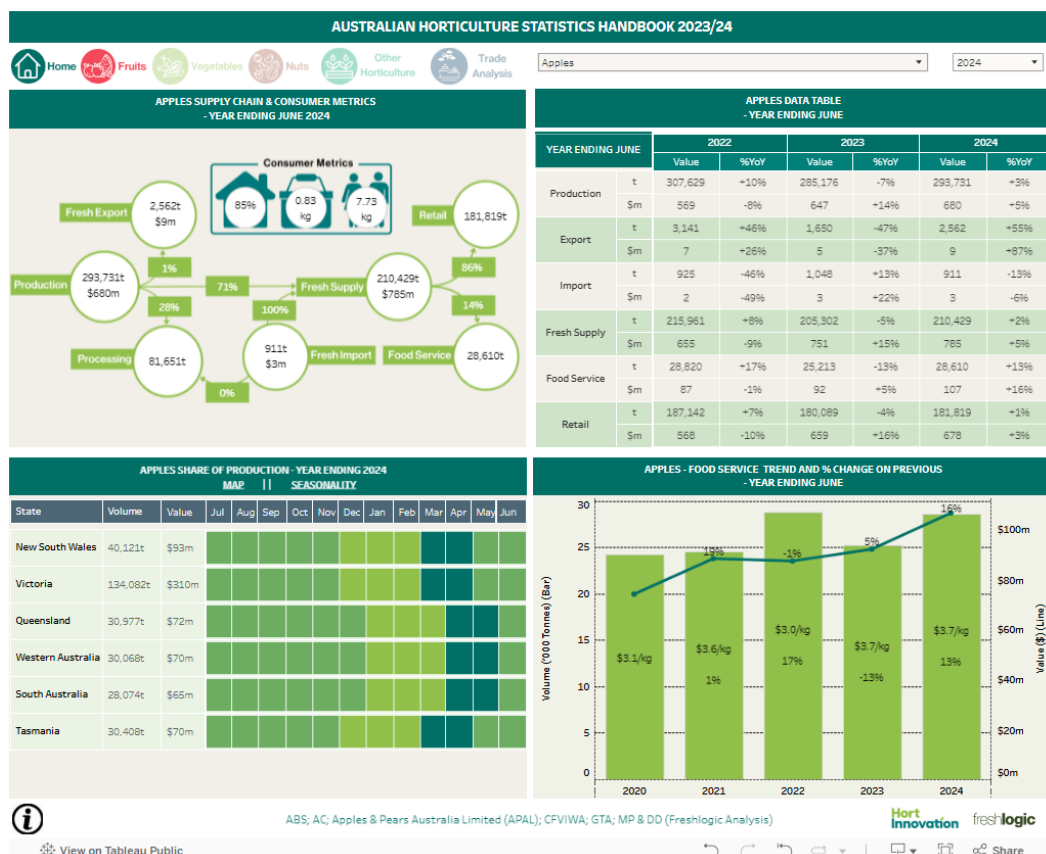 AUSTRALIAN HORTICULTURE STATISTICS HANDBOOK 2023/24
Home Fruits Vegetables Nuts Other Horticulture Trade Analysis
Apples 2024
APPLES SUPPLY CHAIN & CONSUMER METRICS
- YEAR ENDING JUNE 2024
Consumer Metrics
85% 0.83 kg 7.73 kg
Fresh Export 2,562t $9m
Retail 181,819t
1% 86%
Production 293,731t $680m
71%
Fresh Supply 210,429t $785m
28% 100% 14%
Processing 81,651t
911t $3m Fresh Import
Food Service 28,610t
0%
APPLES DATA TABLE
- YEAR ENDING JUNE
YEAR ENDING JUNE 2022 2023 2024
Value %YoY Value %YoY Value %YoY
Production t 307,629 +10% 285,176 -7% 293,731 +3%
$m 569 -8% 647 +14% 680 +5%
Export t 3,141 +46% 1,650 -47% 2,562 +55%
$m 7 +26% 5 -37% 9 +87%
Import t 925 -46% 1,048 +13% 911 -13%
$m 2 -49% 3 +22% 3 -6%
Fresh Supply t 215,961 +8% 205,302 -5% 210,429 +2%
$m 655 -9% 751 +15% 785 +5%
Food Service t 28,820 +17% 25,213 -13% 28,610 +13%
$m 87 -1% 92 +5% 107 +16%
Retail t 187,142 +7% 180,089 -4% 181,819 +1%
$m 568 -10% 659 +16% 678 +3%
APPLES SHARE OF PRODUCTION - YEAR ENDING 2024
MAP || SEASONALITY
State Volume Value Jul Aug Sep Oct Nov Dec Jan Feb Mar Apr May Jun
New South Wales 40,121t $93m
Victoria 134,082t $310m
Queensland 30,977t $72m
Western Australia 30,068t $70m
South Australia 28,074t $65m
Tasmania 30,408t $70m
APPLES - FOOD SERVICE TREND AND % CHANGE ON PREVIOUS
- YEAR ENDING JUNE
Volume ('000 Tonnes) (Bar)
30
25
20
15
10
5
0
19% -1% 5% 16%
$3.1/kg $3.6/kg $3.0/kg $3.7/kg $3.7/kg
1% 17% -13% 13%
$100m
$80m
$60m
$40m
$20m
$0m
Value ($) (Line)
2020 2021 2022 2023 2024
i
ABS; AC; Apples & Pears Australia Limited (APAL); CFVIWA; GTA; MP & DD (Freshlogic Analysis)
Hort Innovation
freshlogic
View on Tableau Public
Share